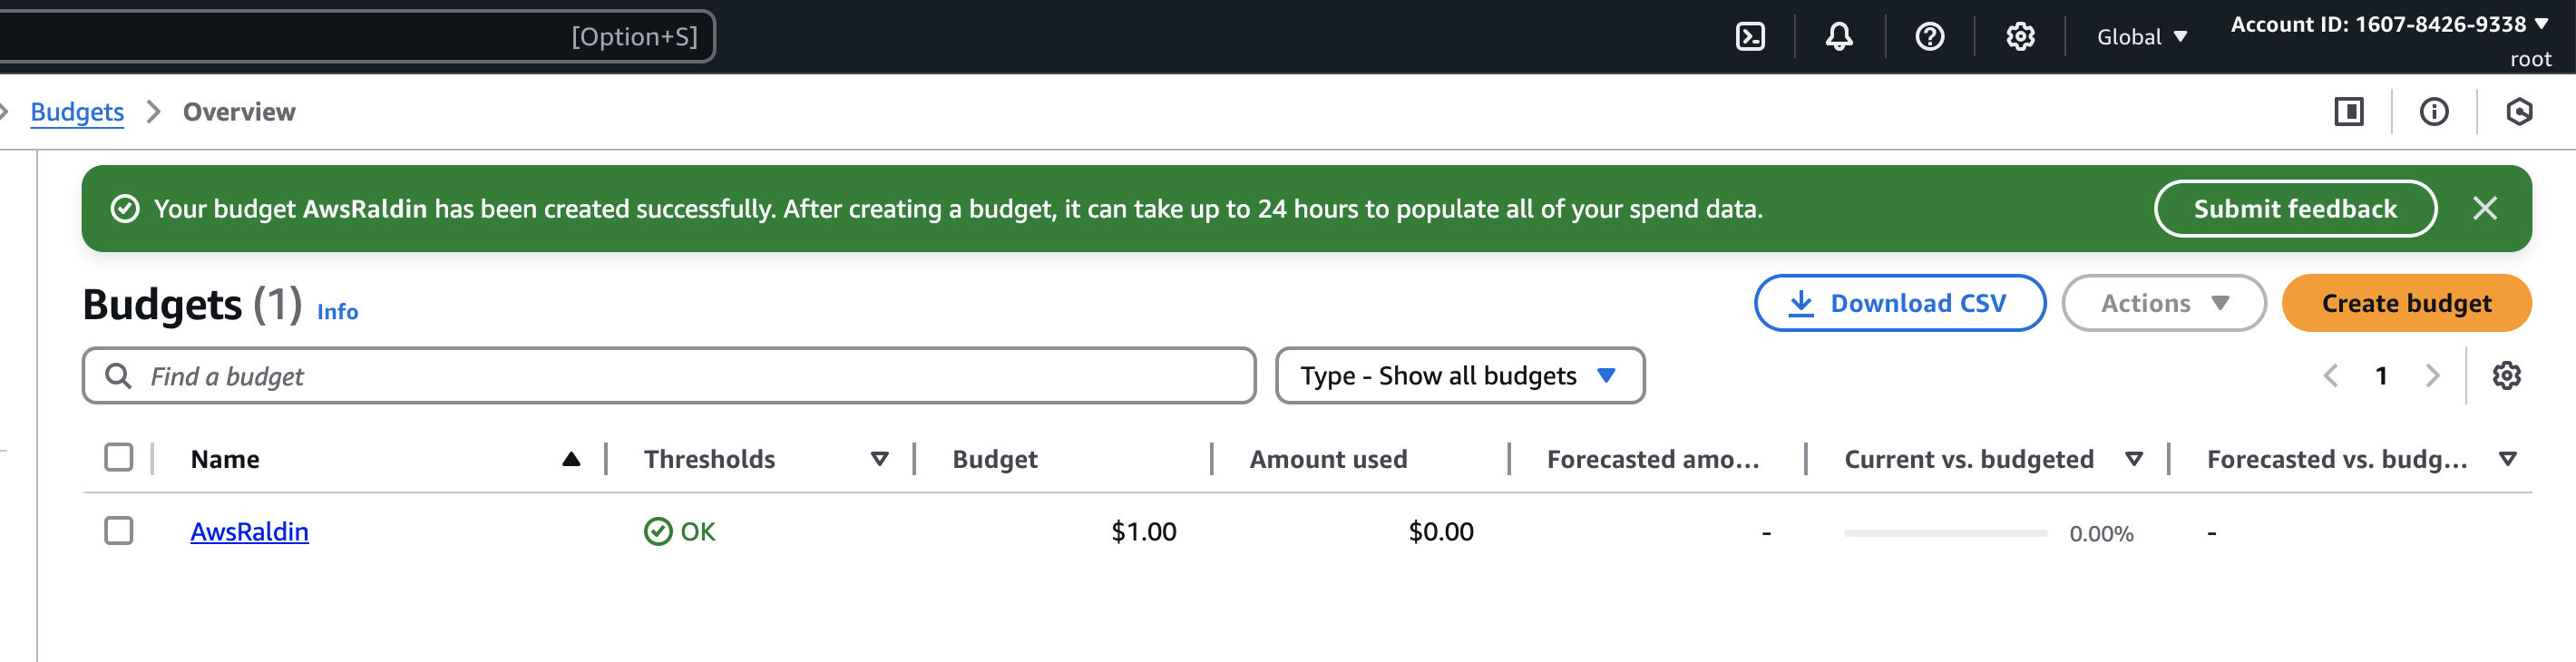 [Option+S]
Global
Account ID: 1607-8426-9338
root
Budgets
Overview
Your budget AwsRaldin has been created successfully. After creating a budget, it can take up to 24 hours to populate all of your spend data.
Submit feedback
Budgets (1) Info
Download CSV
Actions
Create budget
Find a budget
Type - Show all budgets
1
Name Thresholds Budget Amount used Forecasted amo... Current vs. budgeted Forecasted vs. budg...
AwsRaldin OK $1.00 $0.00 - 0.00% -